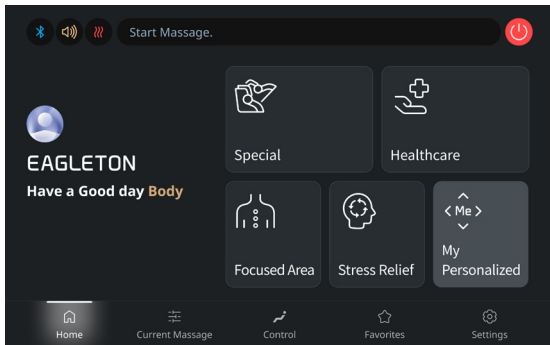 Start Massage.
EAGLETON
Have a Good day Body
Special
Healthcare
Focused Area
Stress Relief
< Me >
My
Personalized
Home
Current Massage
Control
Favorites
Settings